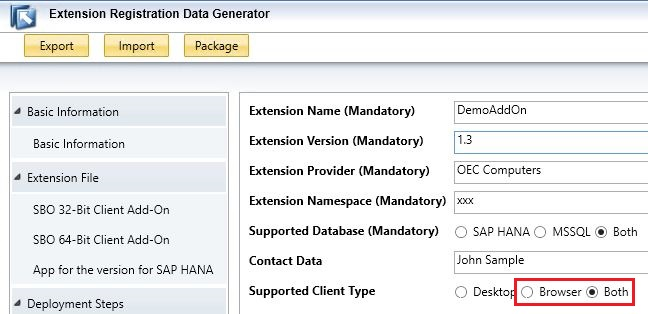 Extension Registration Data Generator
Export Import Package
Basic Information
Basic Information
Extension File
SBO 32-Bit Client Add-On
SBO 64-Bit Client Add-On
App for the version for SAP HANA
Deployment Steps
Extension Name (Mandatory) DemoAddOn
Extension Version (Mandatory) 1.3
Extension Provider (Mandatory) OEC Computers
Extension Namespace (Mandatory) xxx
Supported Database (Mandatory) SAP HANA MSSQL Both
Contact Data John Sample
Supported Client Type Desktop Browser Both